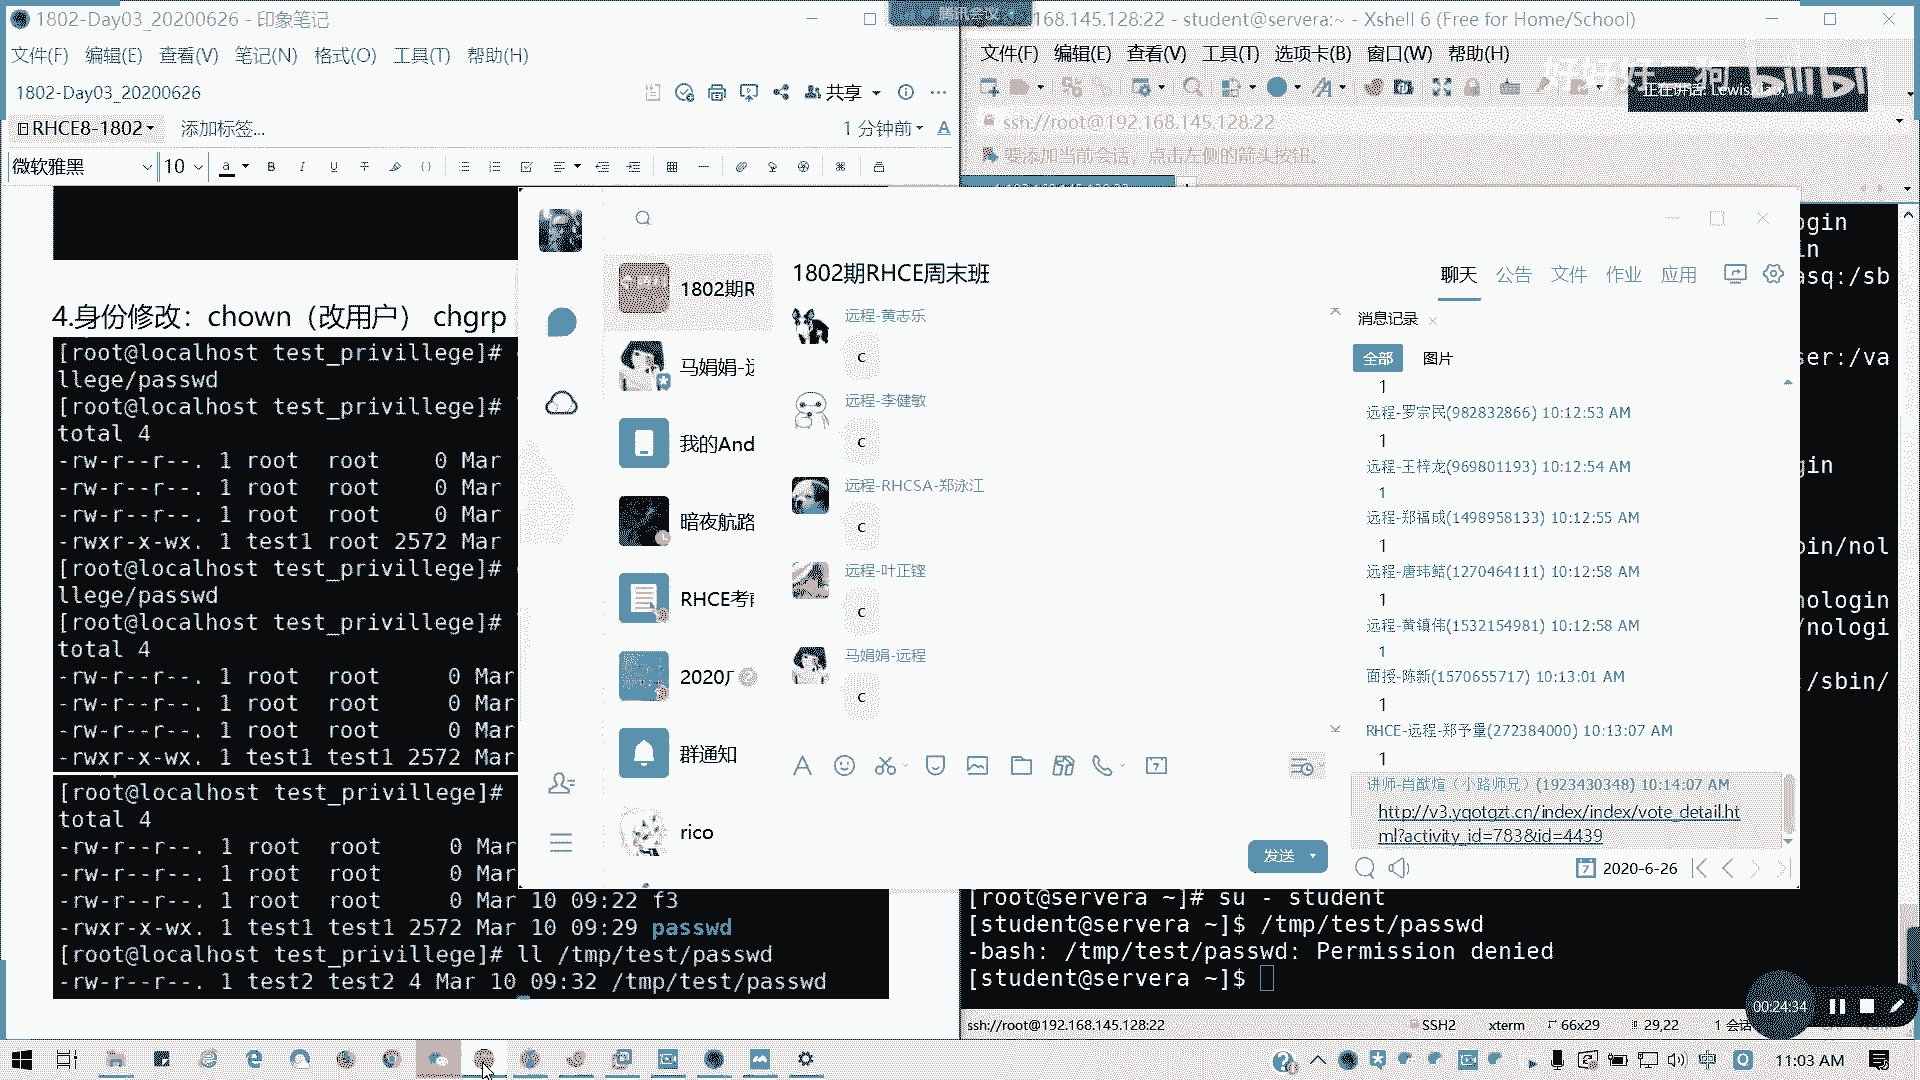 1802-Day03_20200626 - 印象笔记
文件(F) 编辑(E) 查看(V) 笔记(N) 格式(O) 工具(T) 帮助(H)
1802-Day03_20200626
共享
RHCE8-1802
添加标签...
1 分钟前
微软雅黑
10
4.身份修改：chown（改用户） chgrp
[root@localhost test_privillege]#
llege/passwd
[root@localhost test_privillege]#
total 4
-rw-r--r--. 1 root root 0 Mar
-rw-r--r--. 1 root root 0 Mar
-rw-r--r--. 1 root root 0 Mar
-rwxr-x-wx. 1 test1 root 2572 Mar
[root@localhost test_privillege]#
llege/passwd
[root@localhost test_privillege]#
total 4
-rw-r--r--. 1 root root 0 Mar
-rw-r--r--. 1 root root 0 Mar
-rw-r--r--. 1 root root 0 Mar
-rwxr-x-wx. 1 test1 test1 2572 Mar
[root@localhost test_privillege]#
total 4
-rw-r--r--. 1 root root 0 Mar
-rw-r--r--. 1 root root 0 Mar
-rw-r--r--. 1 root root 0 Mar 10 09:22 f3
-rwxr-x-wx. 1 test1 test1 2572 Mar 10 09:29 passwd
[root@localhost test_privillege]# ll /tmp/test/passwd
-rw-r--r--. 1 test2 test2 4 Mar 10 09:32 /tmp/test/passwd
腾讯会议
168.145.128:22 - student@servera:~ - Xshell 6 (Free for Home/School)
文件(F) 编辑(E) 查看(V) 工具(T) 选项卡(B) 窗口(W) 帮助(H)
bilibi
正在讲话: Lewisx
ssh://root@192.168.145.128:22
要添加当前会话，点击左侧的箭头按钮。
1802期R
马娟娟-远
我的And
暗夜航路
RHCE考前
群通知
rico
1802期RHCE周末班
远程-黄志乐
c
远程-李健敏
c
远程-RHCSA-郑泳江
c
远程-叶正铿
c
马娟娟-远程
c
发送
聊天 公告 文件 作业 应用
消息记录
全部 图片
1
远程-罗宗民(982832866) 10:12:53 AM
1
远程-王梓龙(969801193) 10:12:54 AM
1
远程-郑福成(1498958133) 10:12:55 AM
1
远程-唐玮鲒(1270464111) 10:12:58 AM
1
远程-黄镇伟(1532154981) 10:12:58 AM
1
面授-陈新(1570655717) 10:13:01 AM
1
RHCE-远程-郑予量(272384000) 10:13:07 AM
1
讲师-肖猷煊（小路师兄）(1923430348) 10:14:07 AM
http://v3.yqotgzt.cn/index/index/vote_detail.ht
ml?activity_id=783&id=4439
2020-6-26
ogin
in
asq:/sb
ser:/va
gin
bin/nol
nologin
/nologi
:/sbin/
[root@servera ~]# su - student
[student@servera ~]$ /tmp/test/passwd
-bash: /tmp/test/passwd: Permission denied
[student@servera ~]$
00:24:34
ssh://root@192.168.145.128:22
SSH2
xterm
66x29
29,22
1 会话
中
11:03 AM